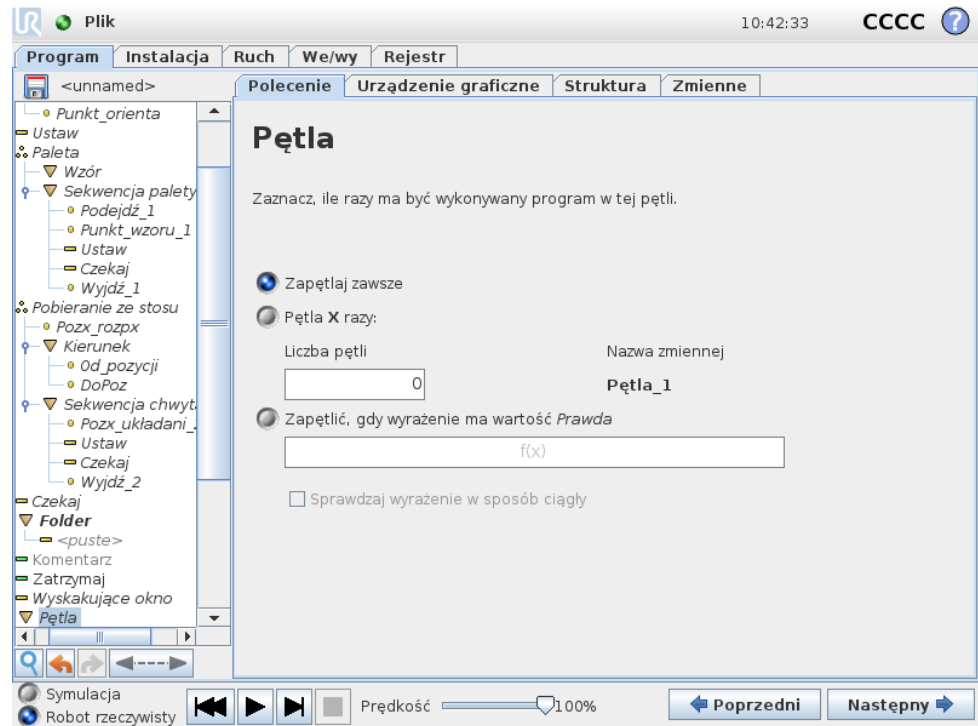 UR Plik 10:42:33 CCCC ?
Program Instalacja Ruch We/wy Rejestr
<unnamed>
Polecenie Urządzenie graficzne Struktura Zmienne
Punkt_orienta
Ustaw
Paleta
Wzór
Sekwencja palety
Podejdź_1
Punkt_wzoru_1
Ustaw
Czekaj
Wyjdź_1
Pobieranie ze stosu
Pozx_rozpx
Kierunek
Od_pozycji
DoPoz
Sekwencja chwyta
Pozx_układani_2
Ustaw
Czekaj
Wyjdź_2
Czekaj
Folder
<puste>
Komentarz
Zatrzymaj
Wyskakujące okno
Pętla
Pętla
Zaznacz, ile razy ma być wykonywany program w tej pętli.
Zapętlaj zawsze
Pętla X razy:
Liczba pętli Nazwa zmiennej
0 Pętla_1
Zapętlić, gdy wyrażenie ma wartość Prawda
f(x)
Sprawdzaj wyrażenie w sposób ciągły
Symulacja
Robot rzeczywisty
Prędkość 100%
Poprzedni Następny